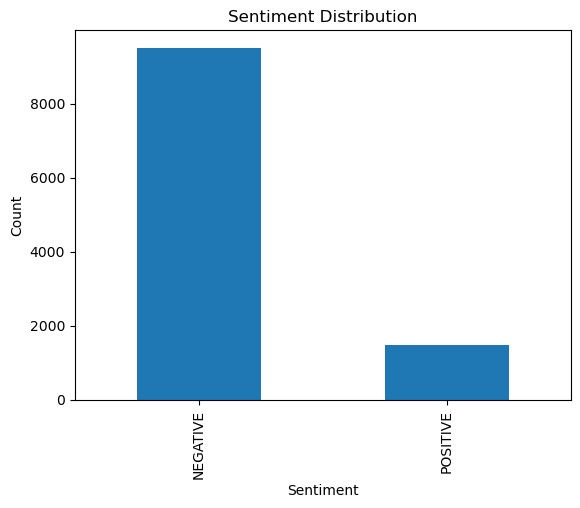 Sentiment Distribution
Count
8000
6000
4000
2000
0
NEGATIVE
POSITIVE
Sentiment